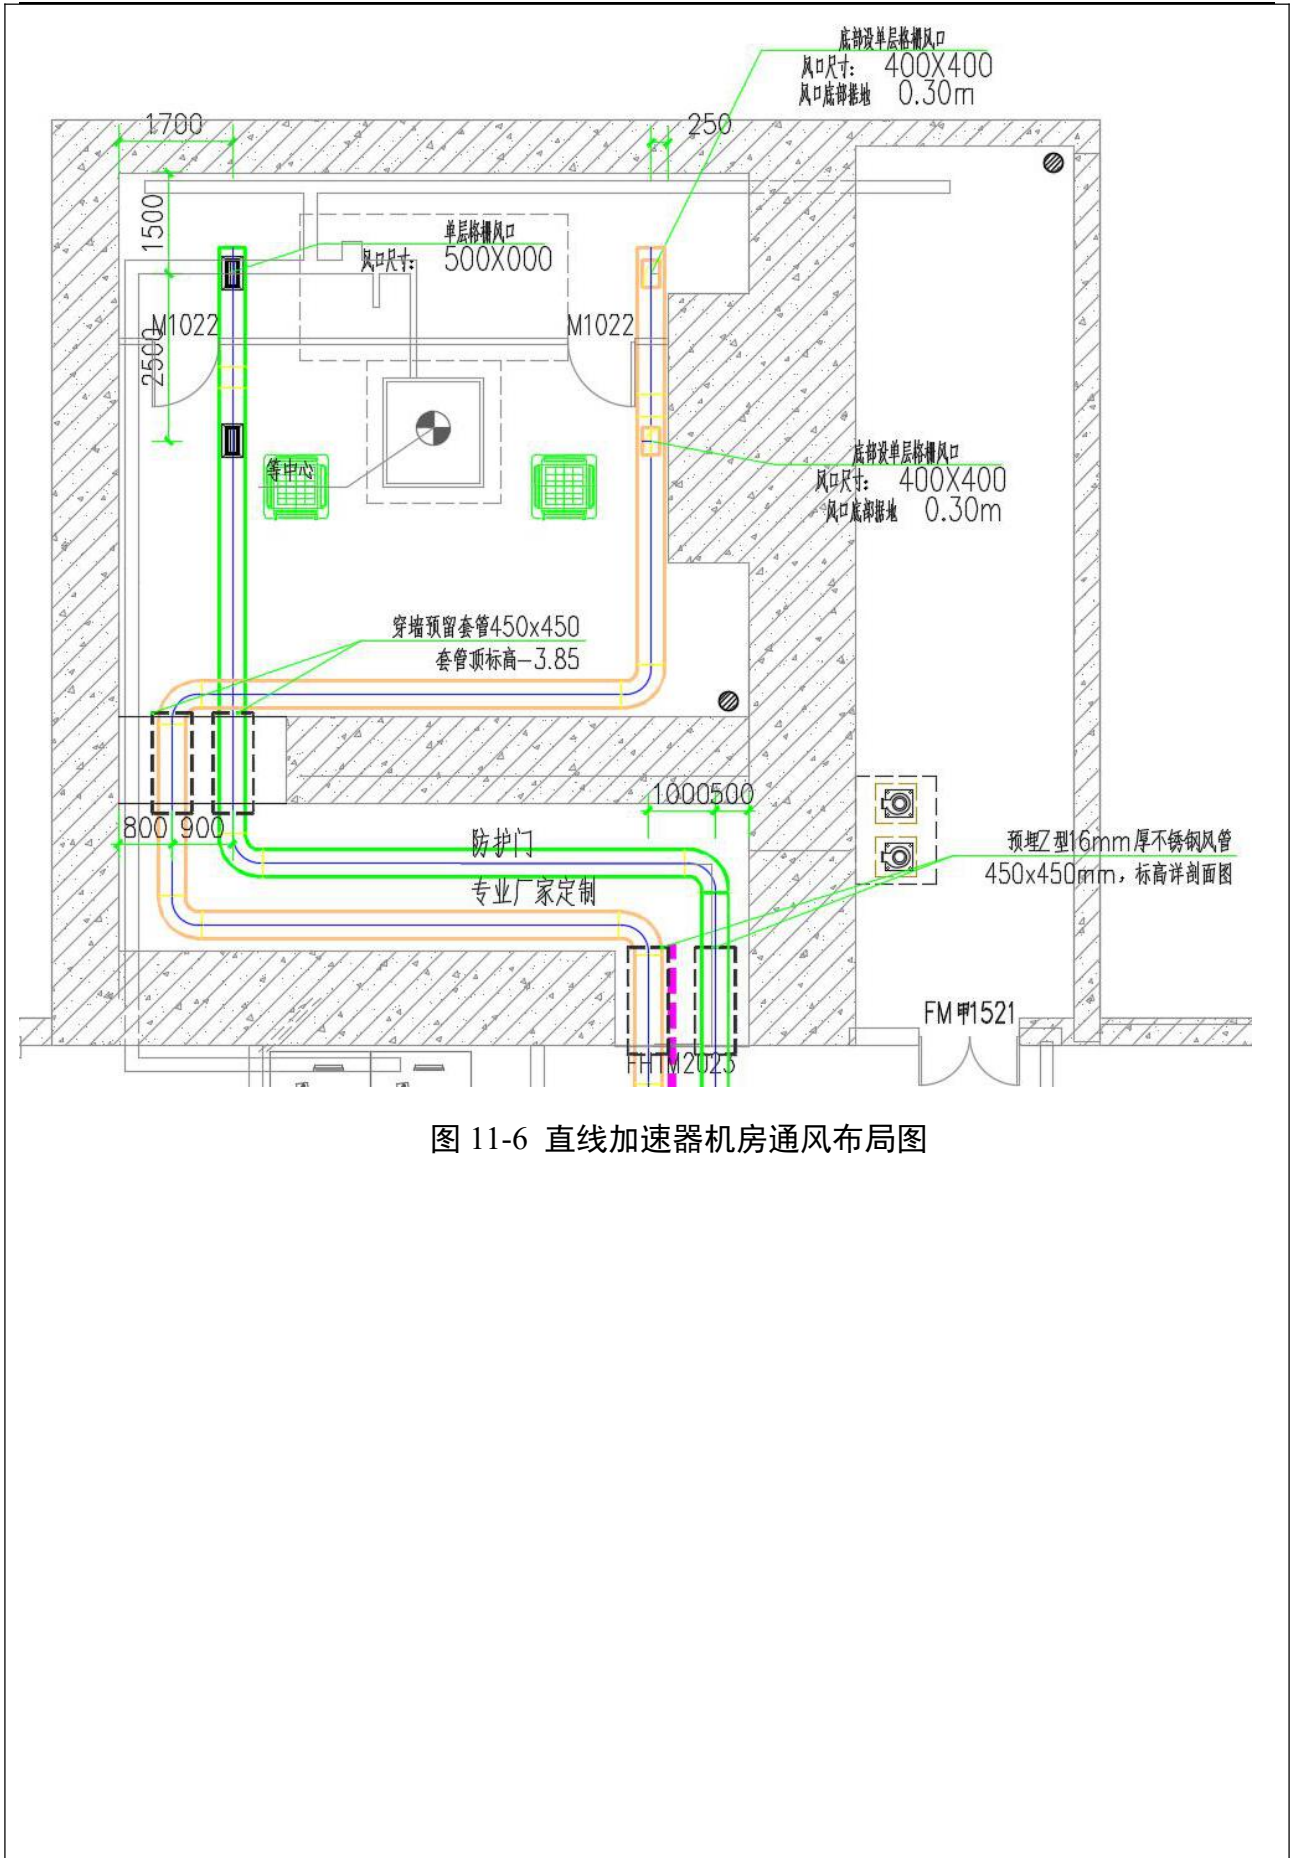 底部设单层格栅风口
风口尺寸： 400X400
风口底部据地 0.30m
1700
250
1500
单层格栅风口
风口尺寸： 500X000
M1022
M1022
2500
等中心
底部设单层格栅风口
风口尺寸： 400X400
风口底部据地 0.30m
穿墙预留套管450x450
套管顶标高-3.85
1000500
800 900
防护门
专业厂家定制
预埋Z型16mm厚不锈钢风管
450x450mm，标高详剖面图
FM甲1521
FHTM2023
图 11-6 直线加速器机房通风布局图